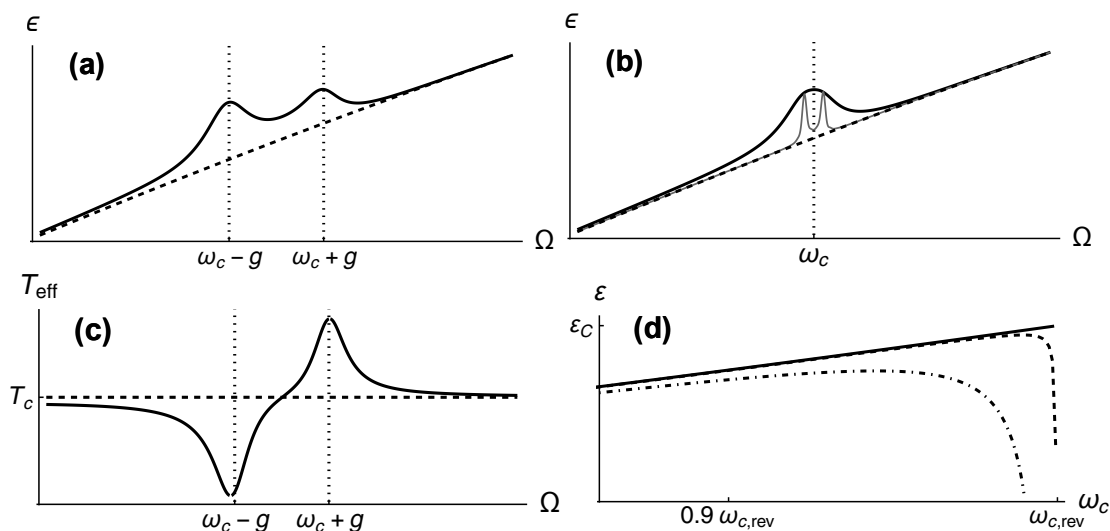 ϵ
(a)
Ω
ω_c − g
ω_c + g
ϵ
(b)
Ω
ω_c
T_eff
(c)
T_c
Ω
ω_c − g
ω_c + g
ε
ε_C
(d)
0.9 ω_c,rev
ω_c,rev
ω_c